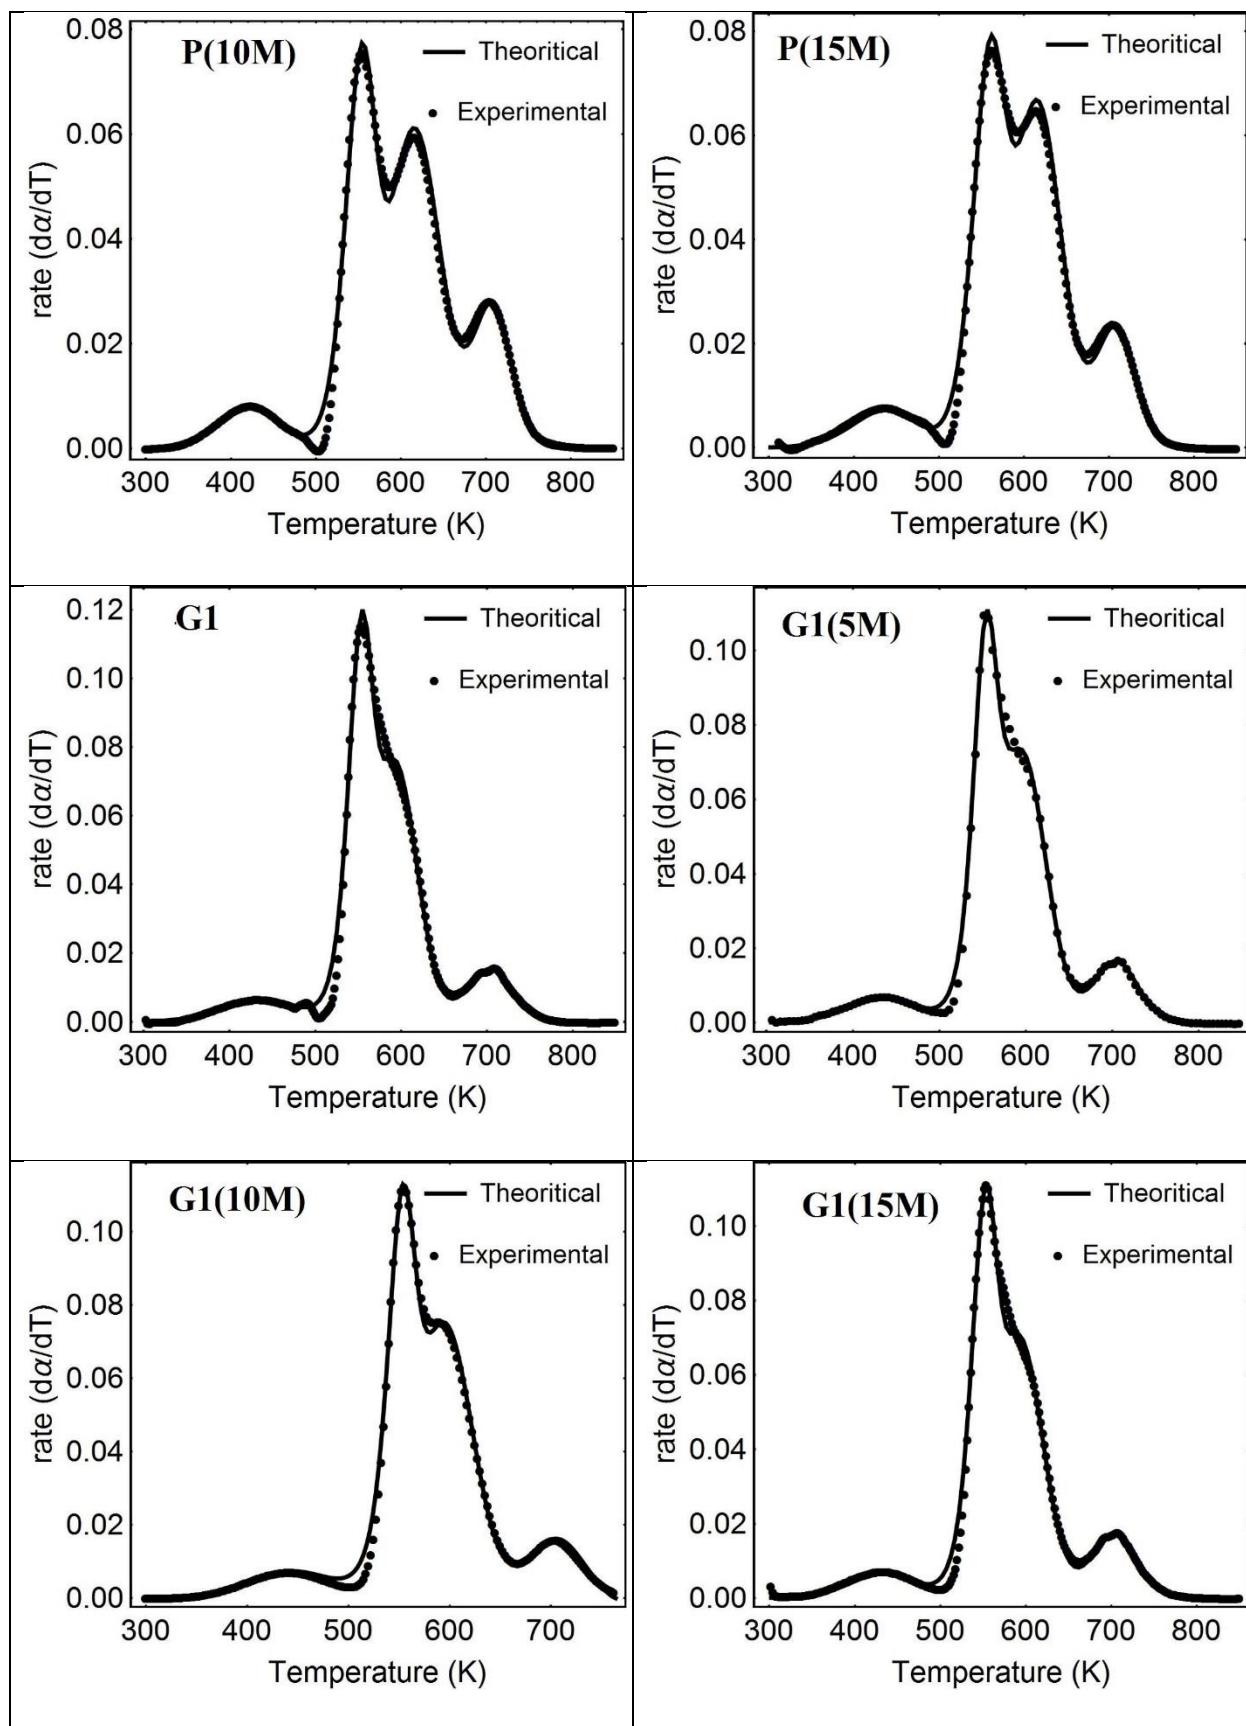 P(10M)
Theoritical
Experimental
rate (dα/dT)
0.08
0.06
0.04
0.02
0.00
300 400 500 600 700 800
Temperature (K)
P(15M)
Theoritical
Experimental
rate (dα/dT)
0.08
0.06
0.04
0.02
0.00
300 400 500 600 700 800
Temperature (K)
G1
Theoritical
Experimental
rate (dα/dT)
0.12
0.10
0.08
0.06
0.04
0.02
0.00
300 400 500 600 700 800
Temperature (K)
G1(5M)
Theoritical
Experimental
rate (dα/dT)
0.10
0.08
0.06
0.04
0.02
0.00
300 400 500 600 700 800
Temperature (K)
G1(10M)
Theoritical
Experimental
rate (dα/dT)
0.10
0.08
0.06
0.04
0.02
0.00
300 400 500 600 700
Temperature (K)
G1(15M)
Theoritical
Experimental
rate (dα/dT)
0.10
0.08
0.06
0.04
0.02
0.00
300 400 500 600 700 800
Temperature (K)